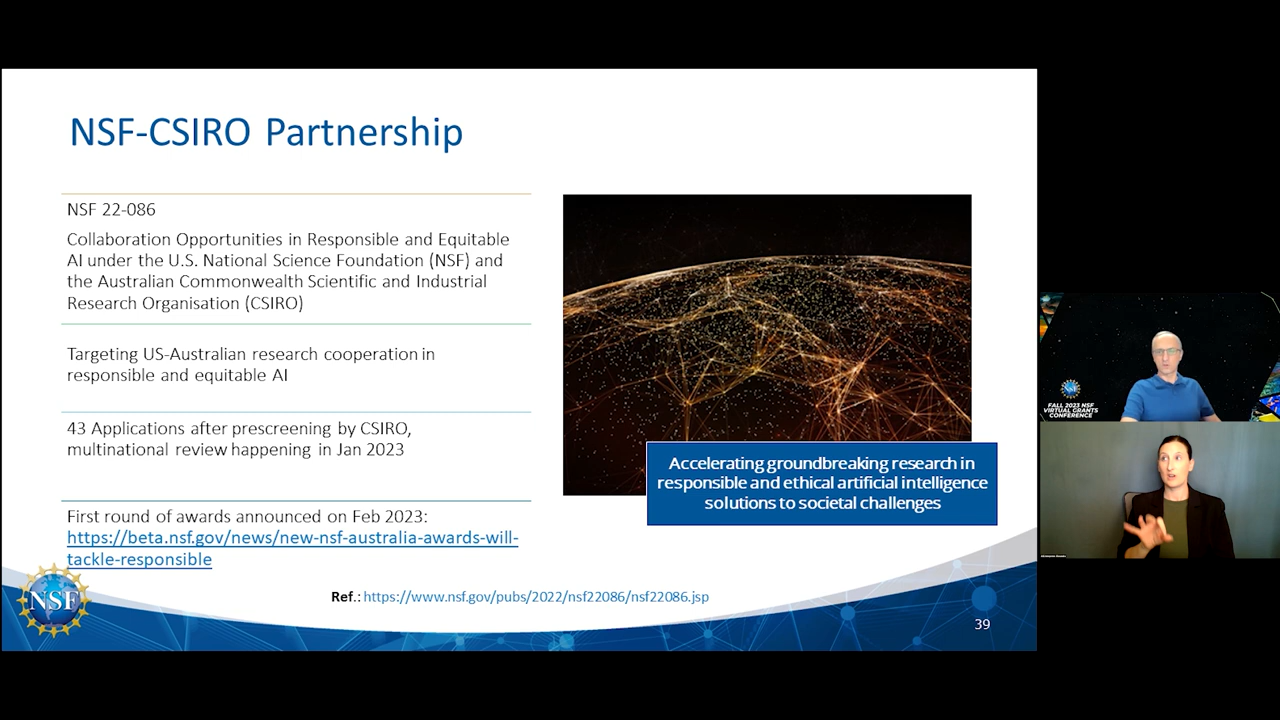 NSF-CSIRO Partnership
NSF 22-086
Collaboration Opportunities in Responsible and Equitable
AI under the U.S. National Science Foundation (NSF) and
the Australian Commonwealth Scientific and Industrial
Research Organisation (CSIRO)
Targeting US-Australian research cooperation in
responsible and equitable AI
43 Applications after prescreening by CSIRO,
multinational review happening in Jan 2023
First round of awards announced on Feb 2023:
https://beta.nsf.gov/news/new-nsf-australia-awards-will-
tackle-responsible
Accelerating groundbreaking research in
responsible and ethical artificial intelligence
solutions to societal challenges
NSF
Ref.: https://www.nsf.gov/pubs/2022/nsf22086/nsf22086.jsp
39
FALL 2023 NSF
VIRTUAL GRANTS
CONFERENCE